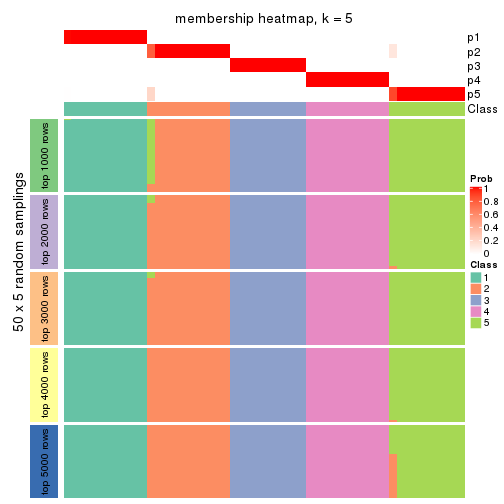 membership heatmap, k = 5
p1
p2
p3
p4
p5
Class
50 x 5 random samplings
top 1000 rows
top 2000 rows
top 3000 rows
top 4000 rows
top 5000 rows
Prob
1
0.8
0.6
0.4
0.2
0
Class
1
2
3
4
5